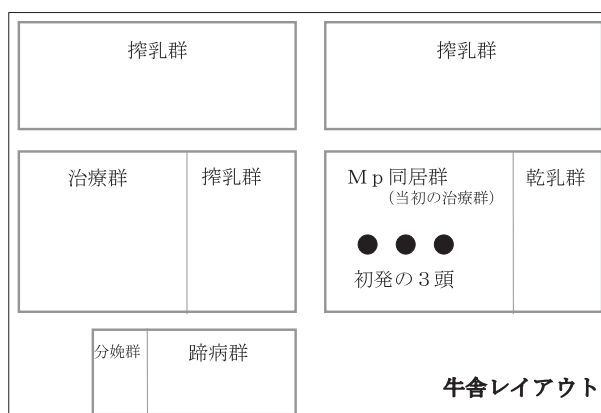 搾乳群
搾乳群
治療群
搾乳群
Ｍｐ同居群
（当初の治療群）
乾乳群
初発の３頭
分娩群
蹄病群
牛舎レイアウト